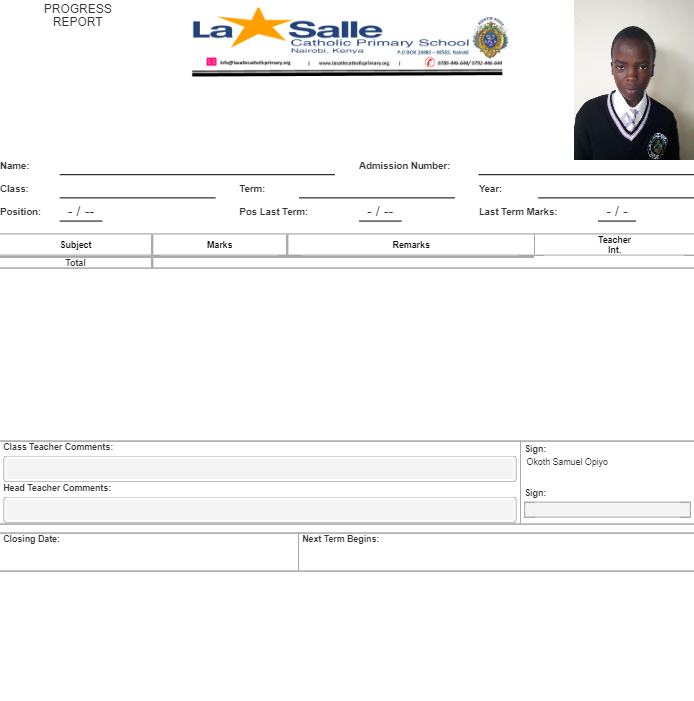 PROGRESS
REPORT
La Salle
Catholic Primary School
Nairobi, Kenya
P.O BOX 24083 – 00502, Nairobi
info@lasallecatholicprimary.org | www.lasallecatholicprimary.org | 0780-446-644/ 0792-446-644
Name: Admission Number:
Class: Term: Year:
Position: - / -- Pos Last Term: - / -- Last Term Marks: - / -
Subject Marks Remarks Teacher
Int.
Total
Class Teacher Comments: Sign:
Okoth Samuel Opiyo
Head Teacher Comments: Sign:
Closing Date: Next Term Begins: